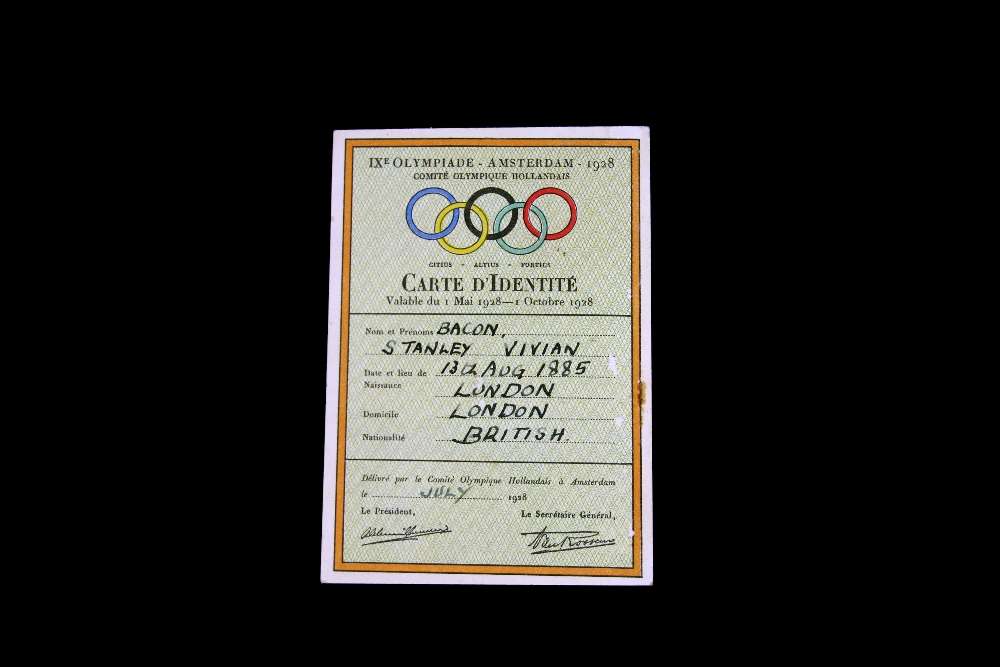 IXE OLYMPIADE - AMSTERDAM - 1928
COMITÉ OLYMPIQUE HOLLANDAIS
CITIUS - ALTIUS - FORTIUS
CARTE D'IDENTITÉ
Valable du 1 Mai 1928—1 Octobre 1928
Nom et Prénoms BACON,
STANLEY VIVIAN
Date et lieu de 13th AUG 1885
Naissance LONDON
Domicile LONDON
Nationalité BRITISH.
Délivré par le Comité Olympique Hollandais à Amsterdam
le JULY 1928
Le Président, Le Secrétaire Général,